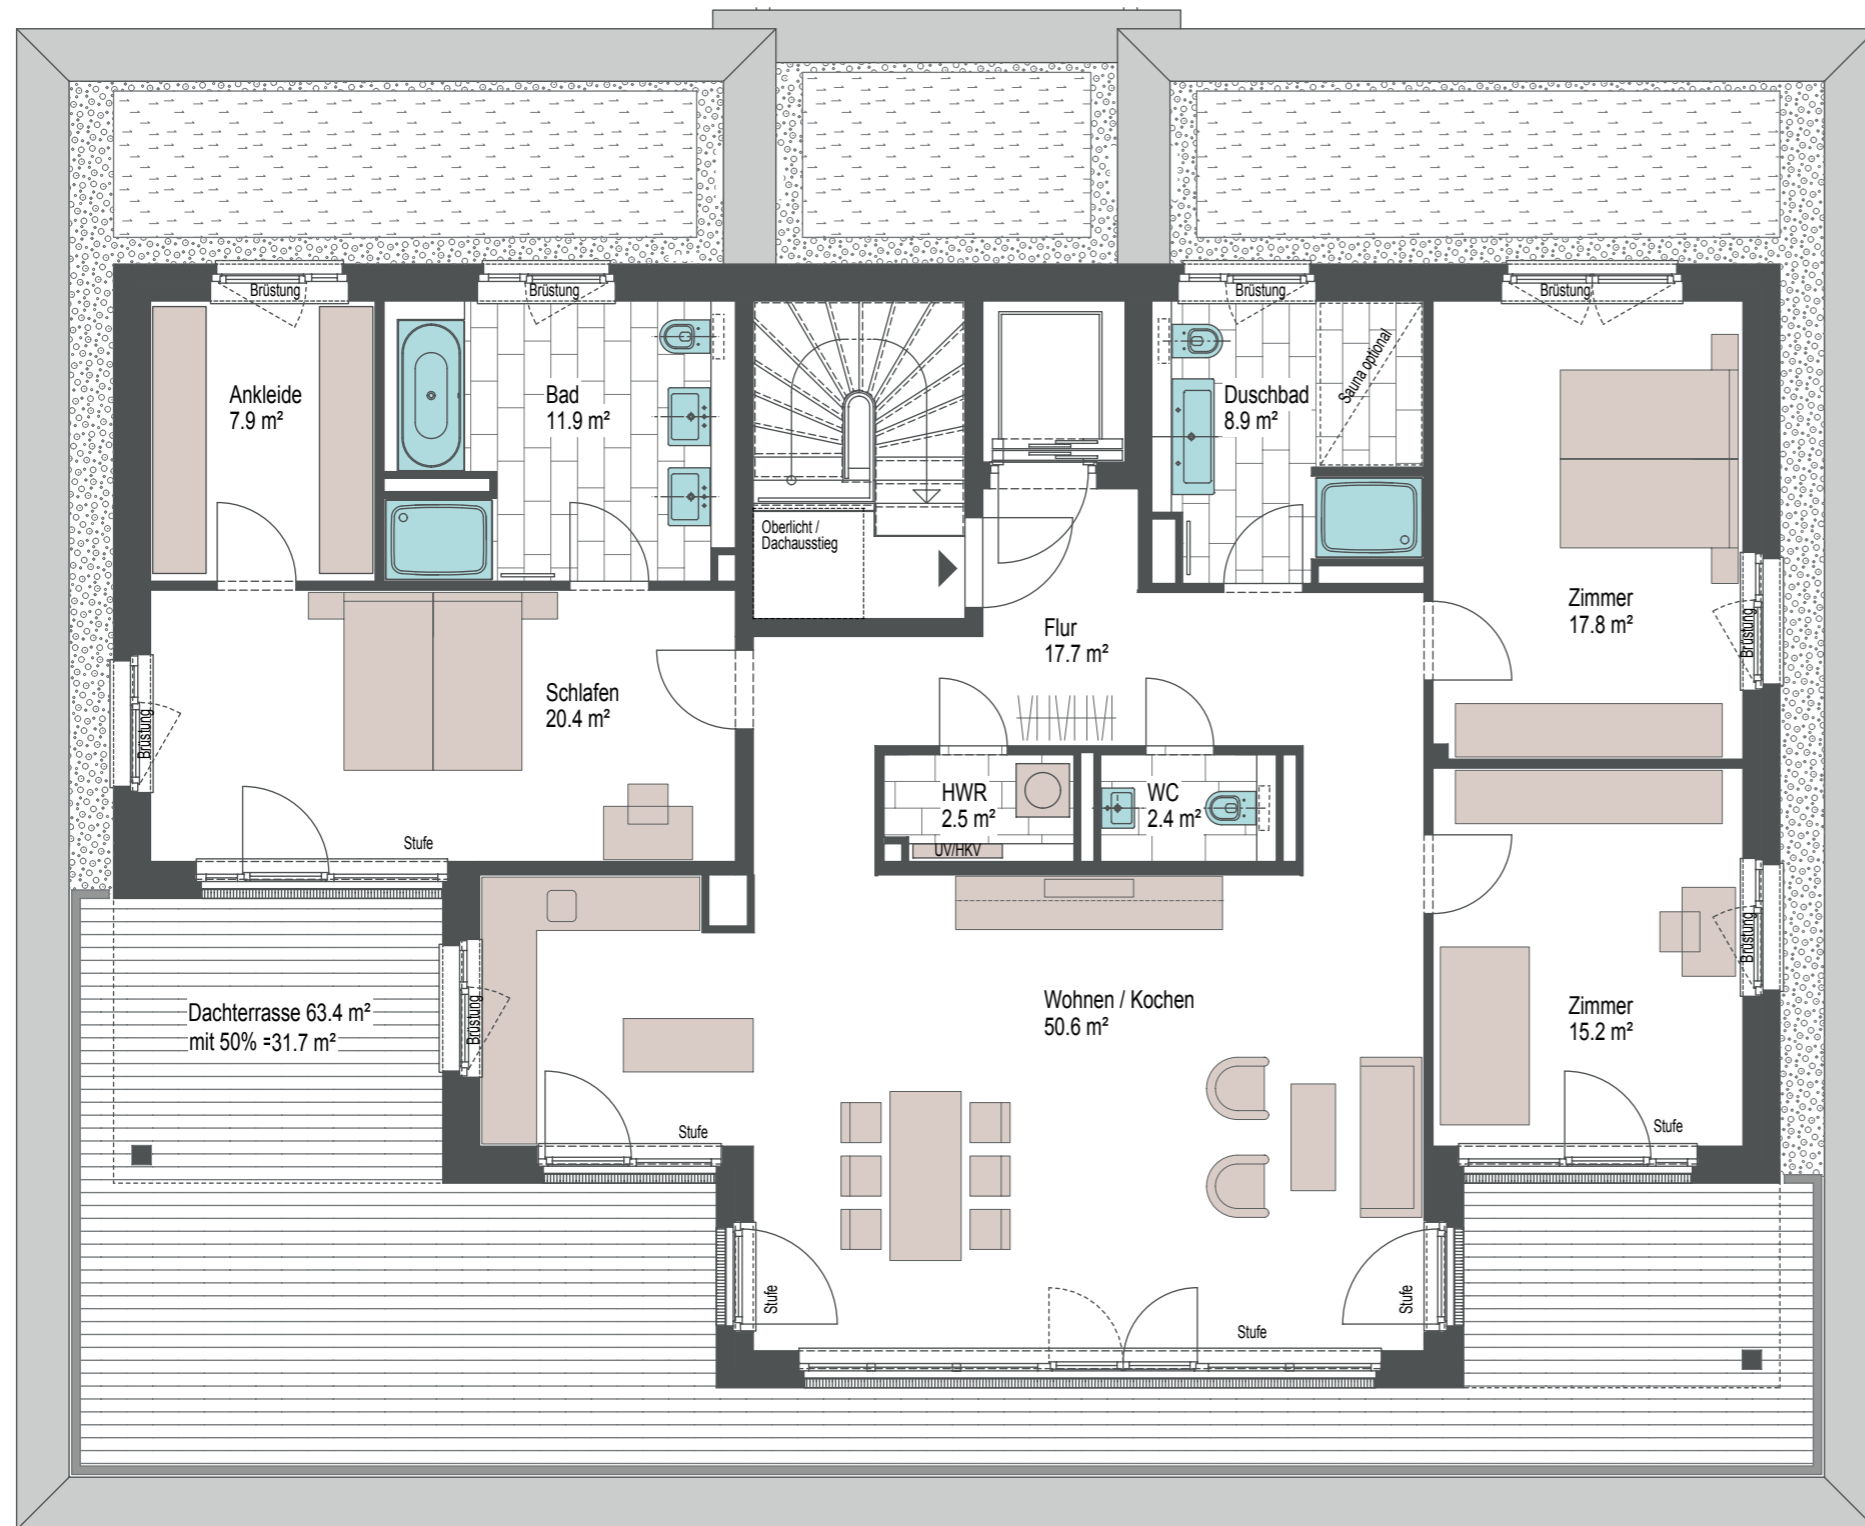 Brüstung
Brüstung
Brüstung
Brüstung
Ankleide
7.9 m²
Bad
11.9 m²
Duschbad
8.9 m²
Sauna optional
Oberlicht /
Dachausstieg
Zimmer
17.8 m²
Brüstung
Flur
17.7 m²
Schlafen
20.4 m²
Brüstung
HWR
2.5 m²
UV/HKV
WC
2.4 m²
Stufe
Brüstung
Dachterrasse 63.4 m²
mit 50% =31.7 m²
Brüstung
Wohnen / Kochen
50.6 m²
Zimmer
15.2 m²
Stufe
Stufe
Stufe
Stufe
Stufe